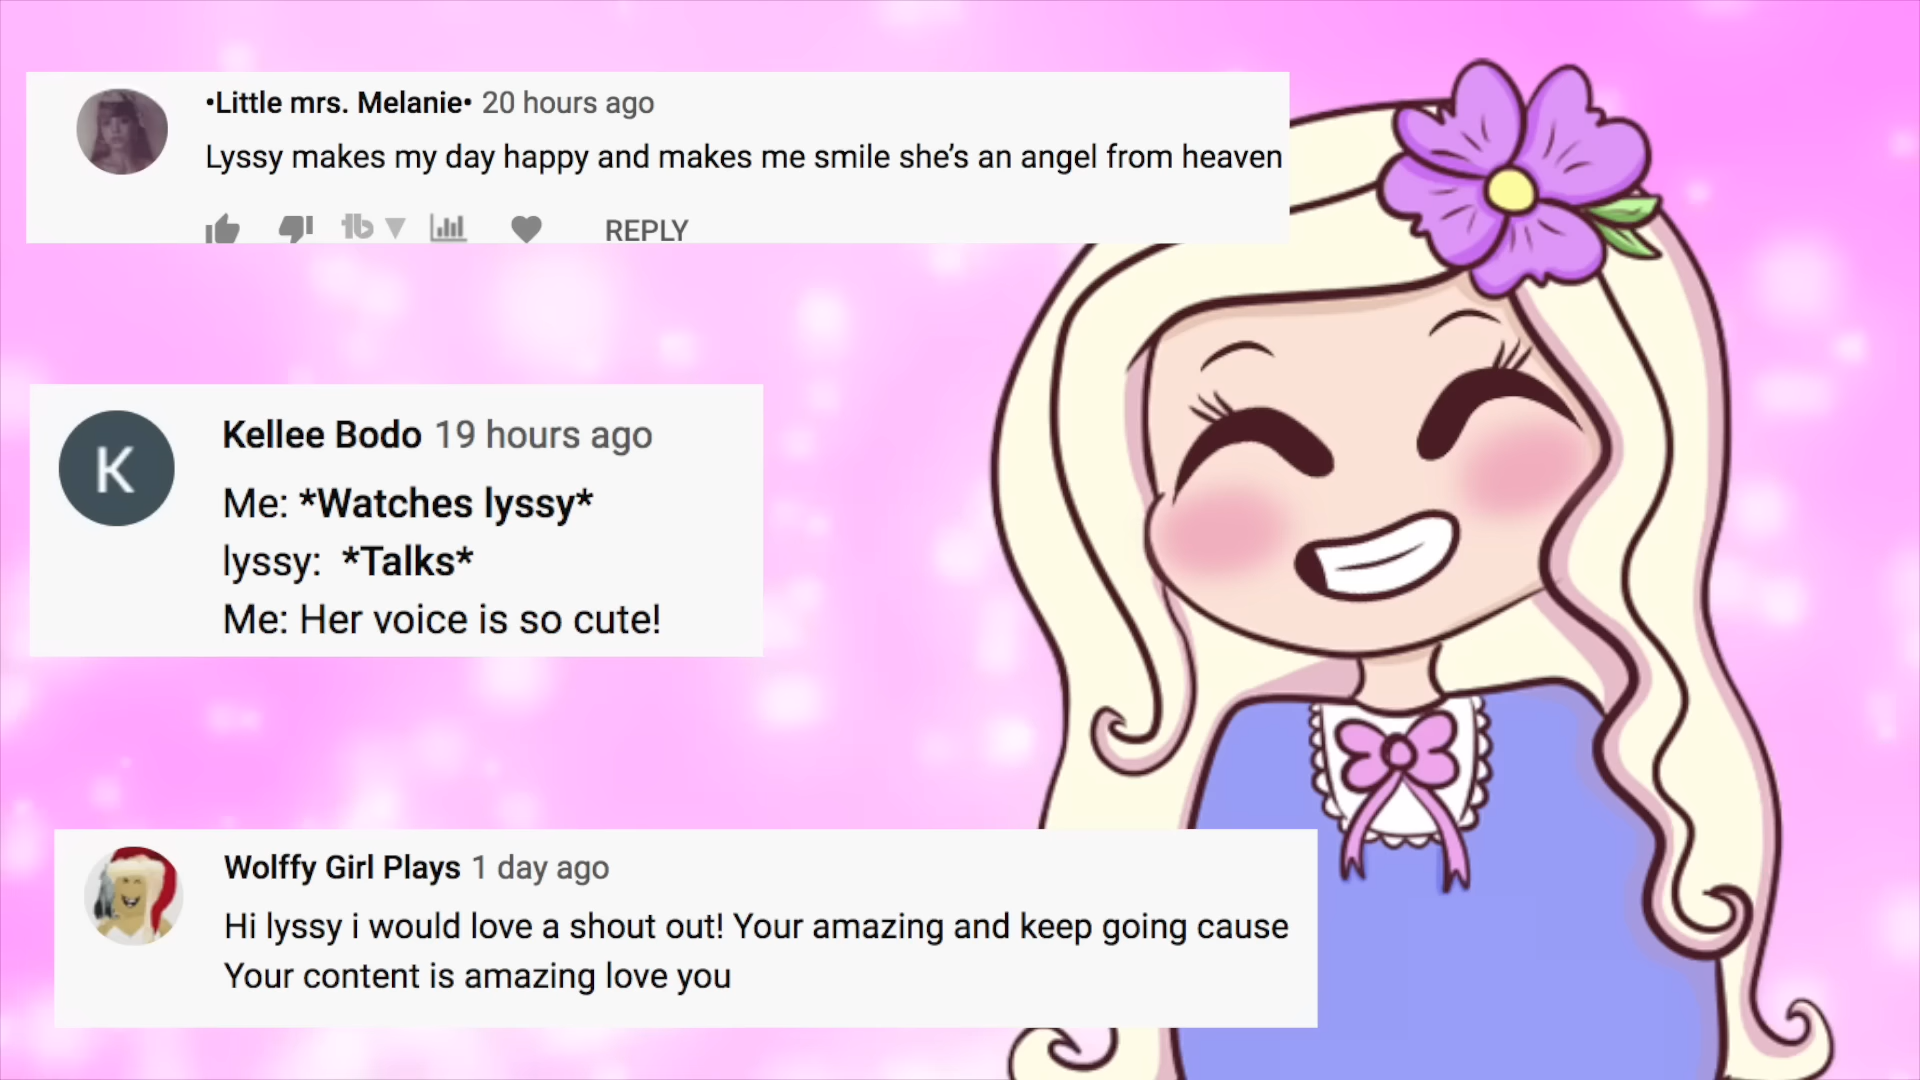 •Little mrs. Melanie• 20 hours ago
Lyssy makes my day happy and makes me smile she's an angel from heaven
REPLY
K
Kellee Bodo 19 hours ago
Me: *Watches lyssy*
lyssy: *Talks*
Me: Her voice is so cute!
Wolffy Girl Plays 1 day ago
Hi lyssy i would love a shout out! Your amazing and keep going cause
Your content is amazing love you